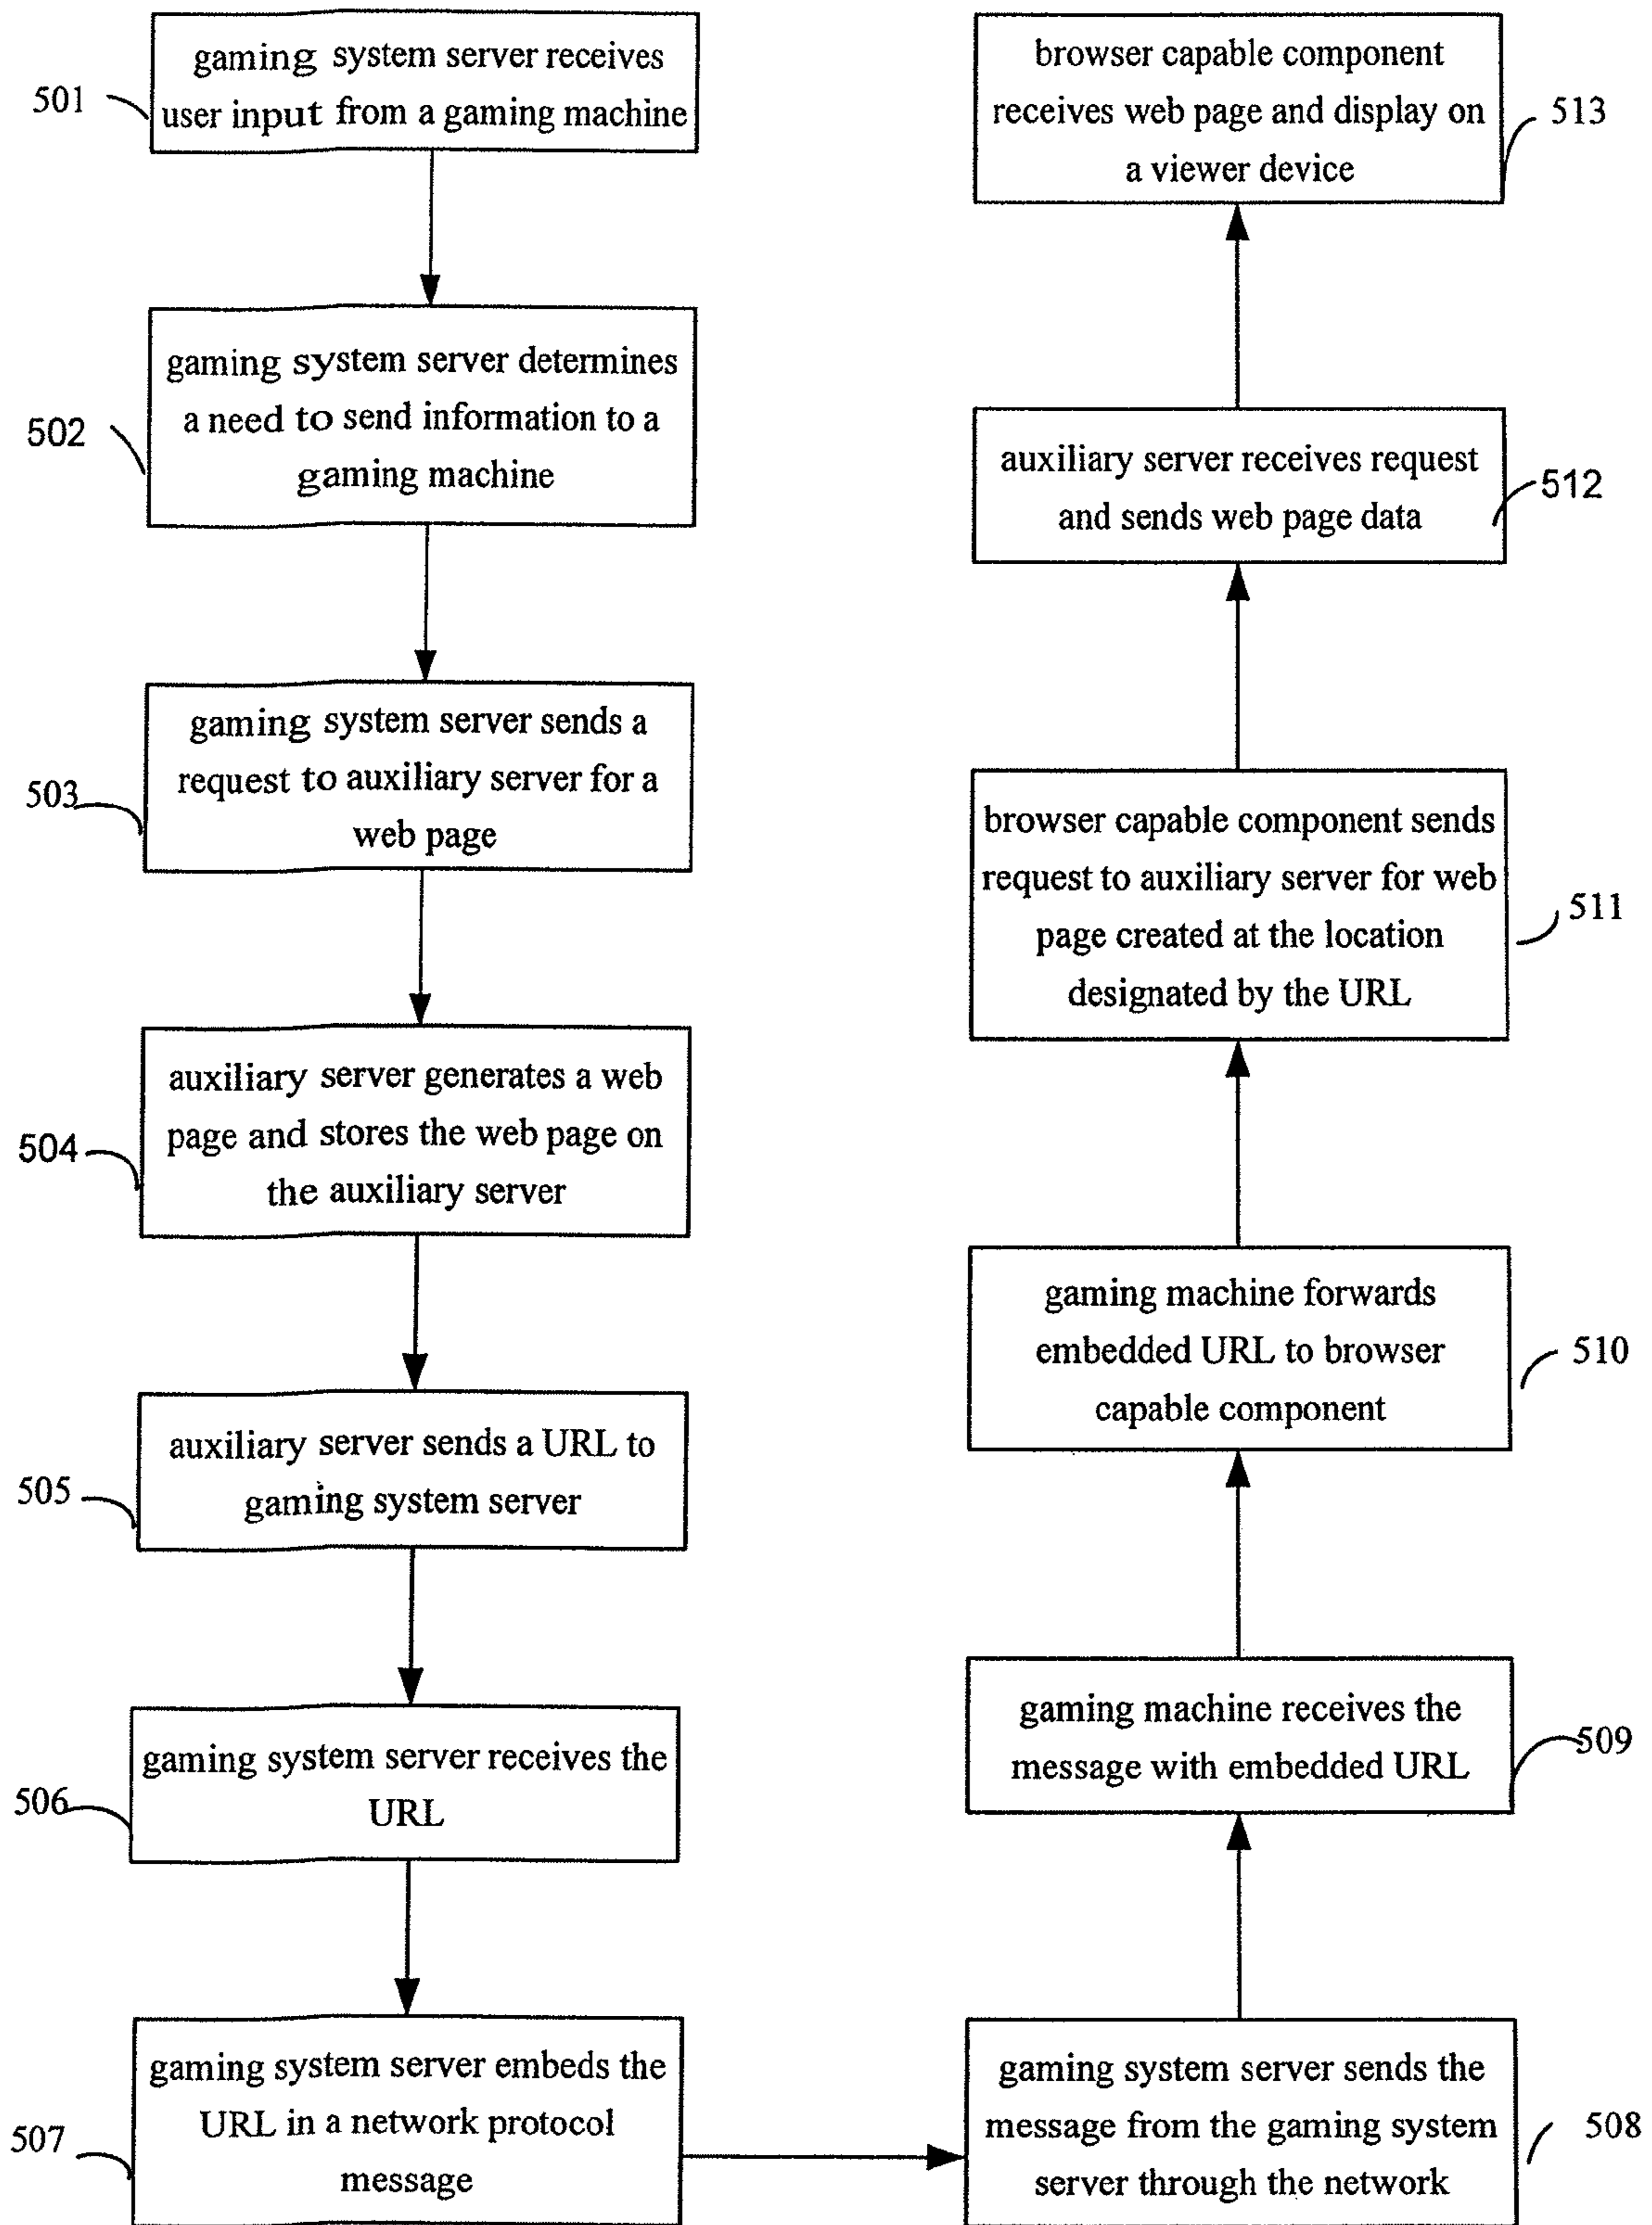 501
gaming system server receives
user input from a gaming machine
502
gaming system server determines
a need to send information to a
gaming machine
503
gaming system server sends a
request to auxiliary server for a
web page
504
auxiliary server generates a web
page and stores the web page on
the auxiliary server
505
auxiliary server sends a URL to
gaming system server
506
gaming system server receives the
URL
507
gaming system server embeds the
URL in a network protocol
message
gaming system server sends the
message from the gaming system
server through the network
508
gaming machine receives the
message with embedded URL
509
gaming machine forwards
embedded URL to browser
capable component
510
browser capable component sends
request to auxiliary server for web
page created at the location
designated by the URL
511
auxiliary server receives request
and sends web page data
512
browser capable component
receives web page and display on
a viewer device
513